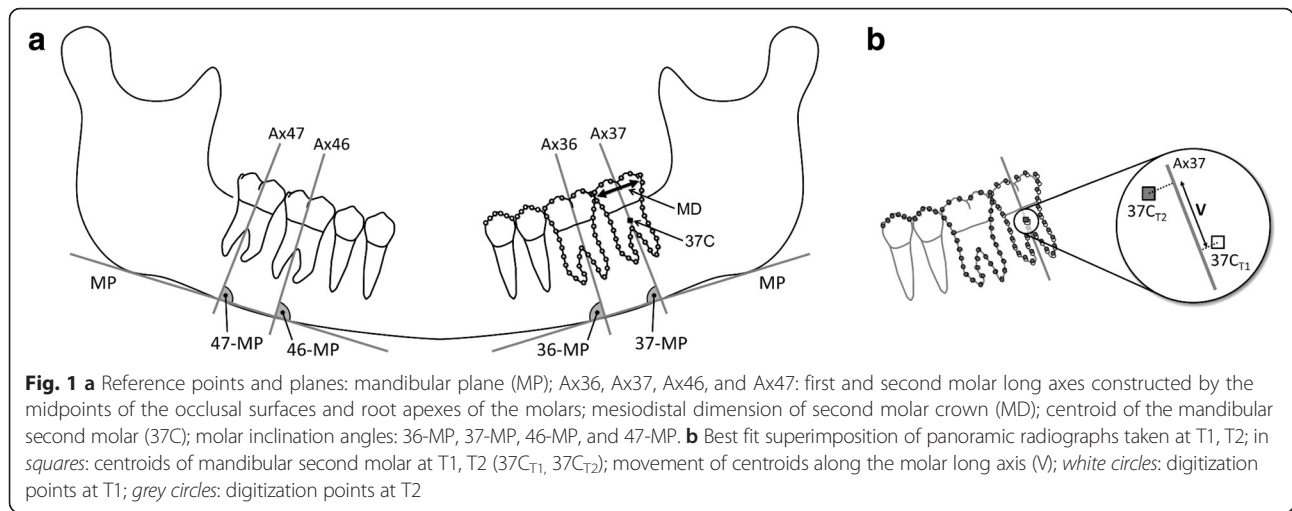 a
b
Ax47
Ax46
Ax36
Ax37
MD
37C
MP
MP
47-MP
46-MP
36-MP
37-MP
Ax37
37C_T2
V
37C_T1
Fig. 1 a Reference points and planes: mandibular plane (MP); Ax36, Ax37, Ax46, and Ax47: first and second molar long axes constructed by the
midpoints of the occlusal surfaces and root apexes of the molars; mesiodistal dimension of second molar crown (MD); centroid of the mandibular
second molar (37C); molar inclination angles: 36-MP, 37-MP, 46-MP, and 47-MP. b Best fit superimposition of panoramic radiographs taken at T1, T2; in
squares: centroids of mandibular second molar at T1, T2 (37C_T1, 37C_T2); movement of centroids along the molar long axis (V); white circles: digitization
points at T1; grey circles: digitization points at T2